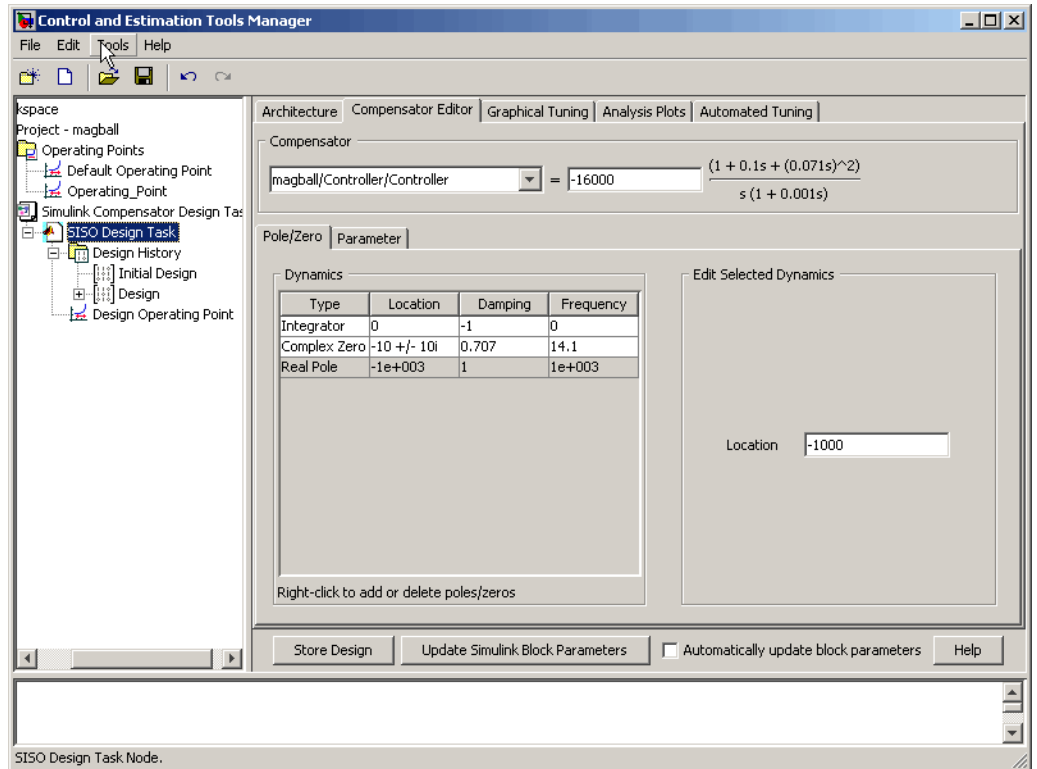 Control and Estimation Tools Manager
File Edit Tools Help
kspace
Project - magball
Operating Points
Default Operating Point
Operating_Point
Simulink Compensator Design Tas
SISO Design Task
Design History
Initial Design
Design
Design Operating Point
Architecture Compensator Editor Graphical Tuning Analysis Plots Automated Tuning
Compensator
magball/Controller/Controller = -16000
(1 + 0.1s + (0.071s)^2)
s (1 + 0.001s)
Pole/Zero Parameter
Dynamics
Type Location Damping Frequency
Integrator 0 -1 0
Complex Zero -10 +/- 10i 0.707 14.1
Real Pole -1e+003 1 1e+003
Right-click to add or delete poles/zeros
Edit Selected Dynamics
Location -1000
Store Design Update Simulink Block Parameters Automatically update block parameters Help
SISO Design Task Node.